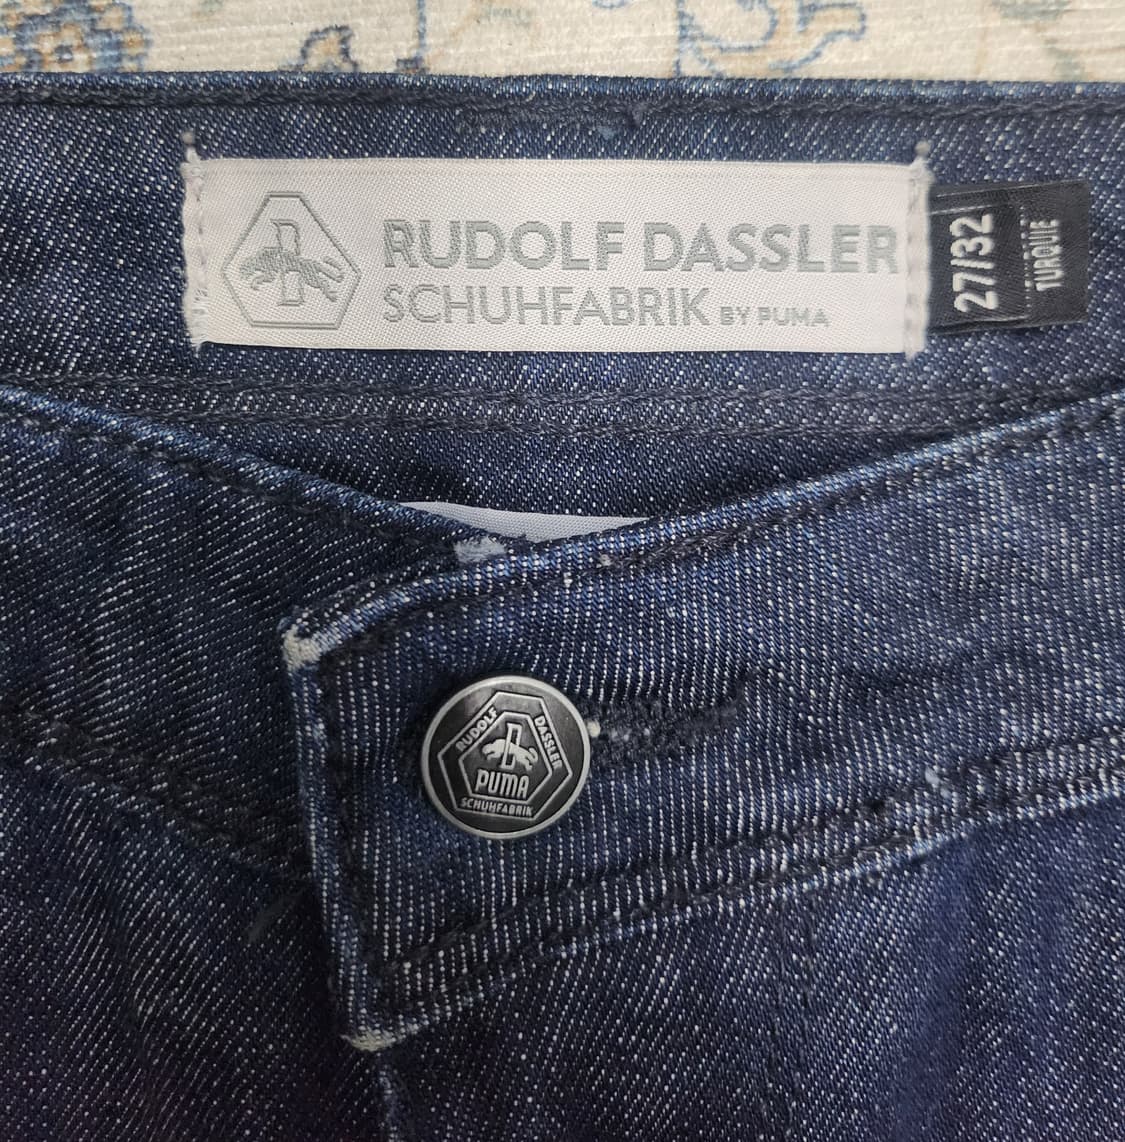 RUDOLF DASSLER
SCHUHFABRIK BY PUMA
27/32
TURQUIE
RUDOLF DASSLER
PUMA
SCHUHFABRIK